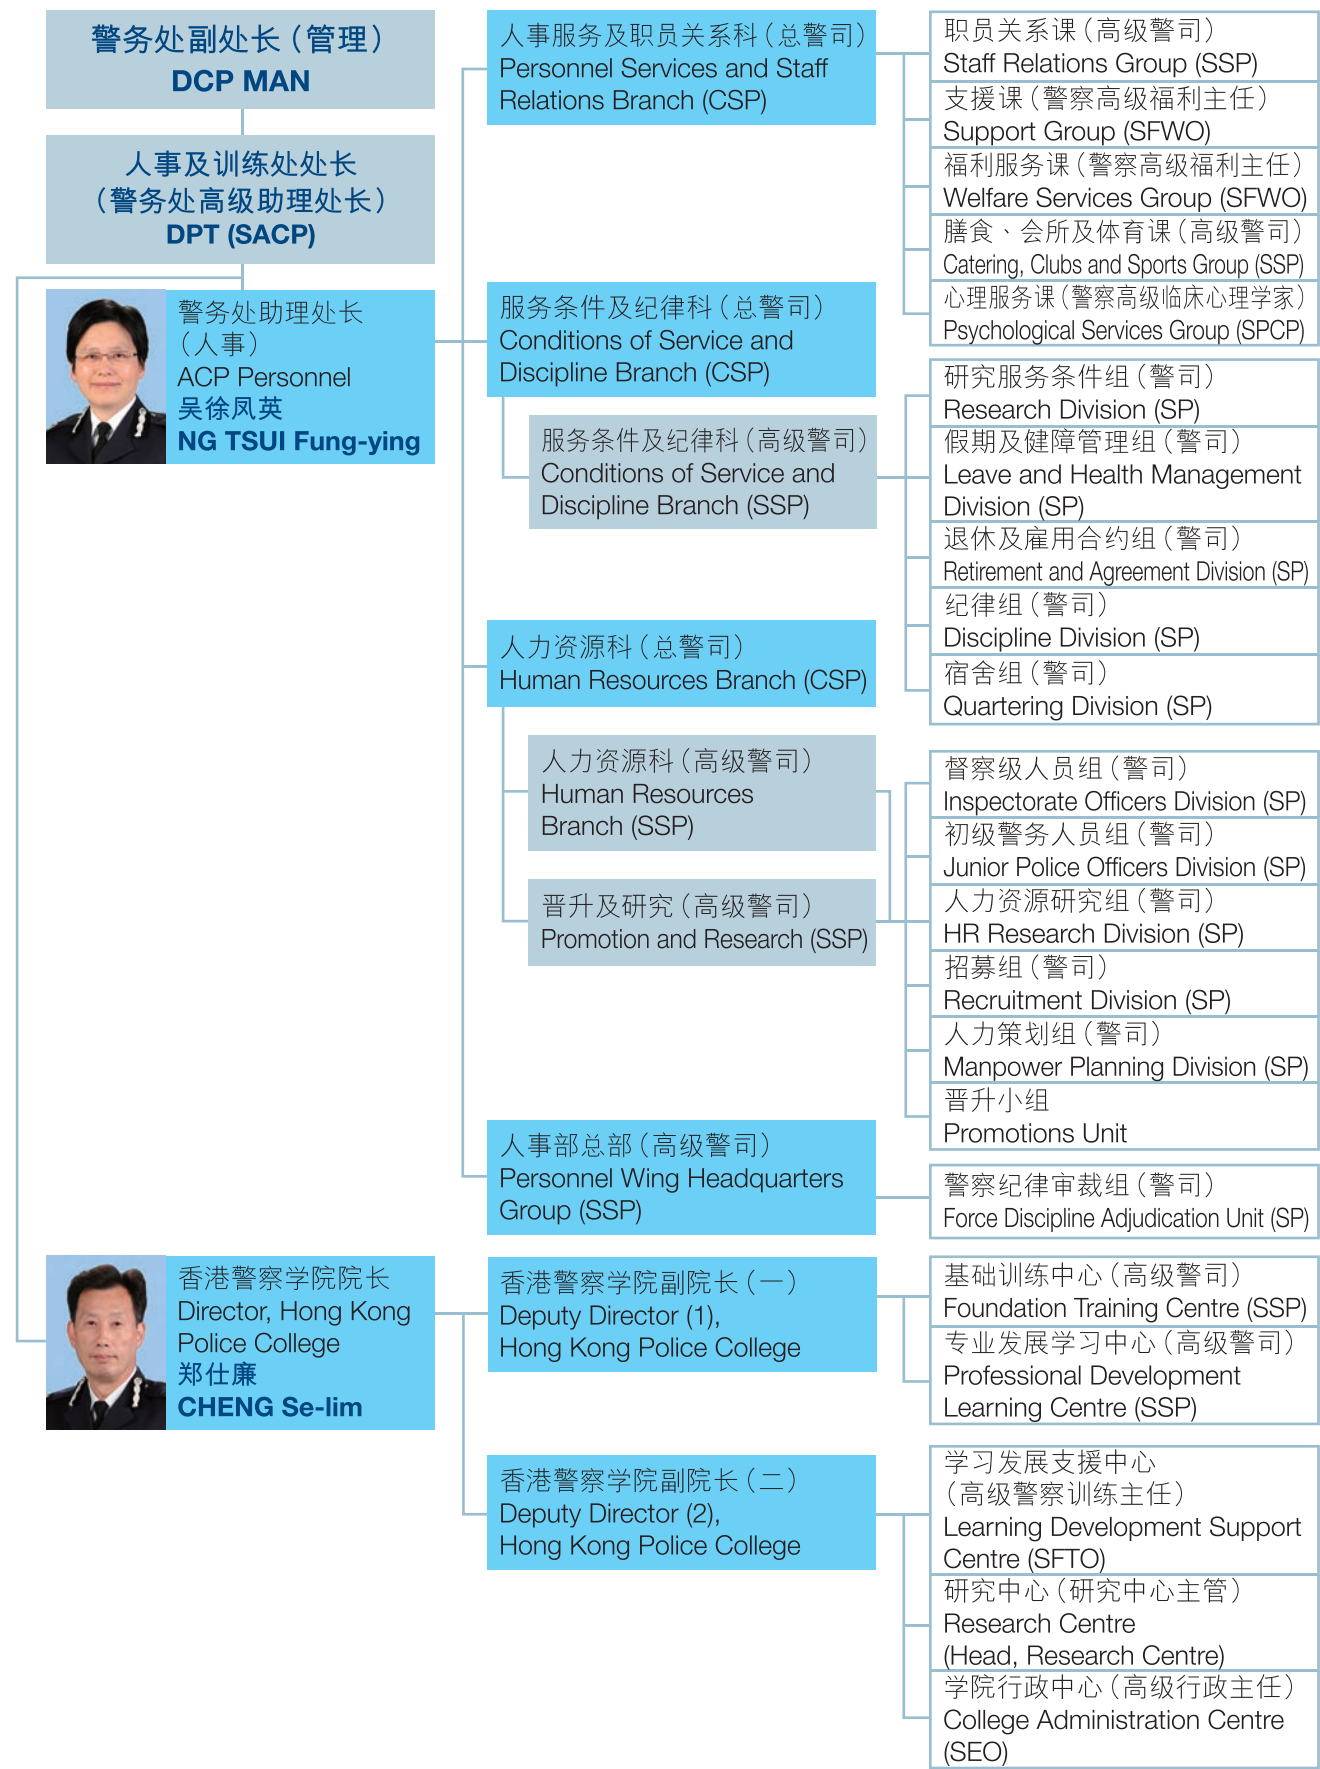 警务处副处长（管理）
DCP MAN
人事及训练处处长
（警务处高级助理处长）
DPT (SACP)
警务处助理处长
（人事）
ACP Personnel
吴徐凤英
NG TSUI Fung-ying
人事服务及职员关系科（总警司）
Personnel Services and Staff
Relations Branch (CSP)
职员关系课（高级警司）
Staff Relations Group (SSP)
支援课（警察高级福利主任）
Support Group (SFWO)
福利服务课（警察高级福利主任）
Welfare Services Group (SFWO)
膳食、会所及体育课（高级警司）
Catering, Clubs and Sports Group (SSP)
心理服务课（警察高级临床心理学家）
Psychological Services Group (SPCP)
服务条件及纪律科（总警司）
Conditions of Service and
Discipline Branch (CSP)
服务条件及纪律科（高级警司）
Conditions of Service and
Discipline Branch (SSP)
研究服务条件组（警司）
Research Division (SP)
假期及健障管理组（警司）
Leave and Health Management
Division (SP)
退休及雇用合约组（警司）
Retirement and Agreement Division (SP)
纪律组（警司）
Discipline Division (SP)
宿舍组（警司）
Quartering Division (SP)
人力资源科（总警司）
Human Resources Branch (CSP)
人力资源科（高级警司）
Human Resources
Branch (SSP)
晋升及研究（高级警司）
Promotion and Research (SSP)
督察级人员组（警司）
Inspectorate Officers Division (SP)
初级警务人员组（警司）
Junior Police Officers Division (SP)
人力资源研究组（警司）
HR Research Division (SP)
招募组（警司）
Recruitment Division (SP)
人力策划组（警司）
Manpower Planning Division (SP)
晋升小组
Promotions Unit
人事部总部（高级警司）
Personnel Wing Headquarters
Group (SSP)
警察纪律审裁组（警司）
Force Discipline Adjudication Unit (SP)
香港警察学院院长
Director, Hong Kong
Police College
郑仕廉
CHENG Se-lim
香港警察学院副院长（一）
Deputy Director (1),
Hong Kong Police College
基础训练中心（高级警司）
Foundation Training Centre (SSP)
专业发展学习中心（高级警司）
Professional Development
Learning Centre (SSP)
香港警察学院副院长（二）
Deputy Director (2),
Hong Kong Police College
学习发展支援中心
（高级警察训练主任）
Learning Development Support
Centre (SFTO)
研究中心（研究中心主管）
Research Centre
(Head, Research Centre)
学院行政中心（高级行政主任）
College Administration Centre
(SEO)